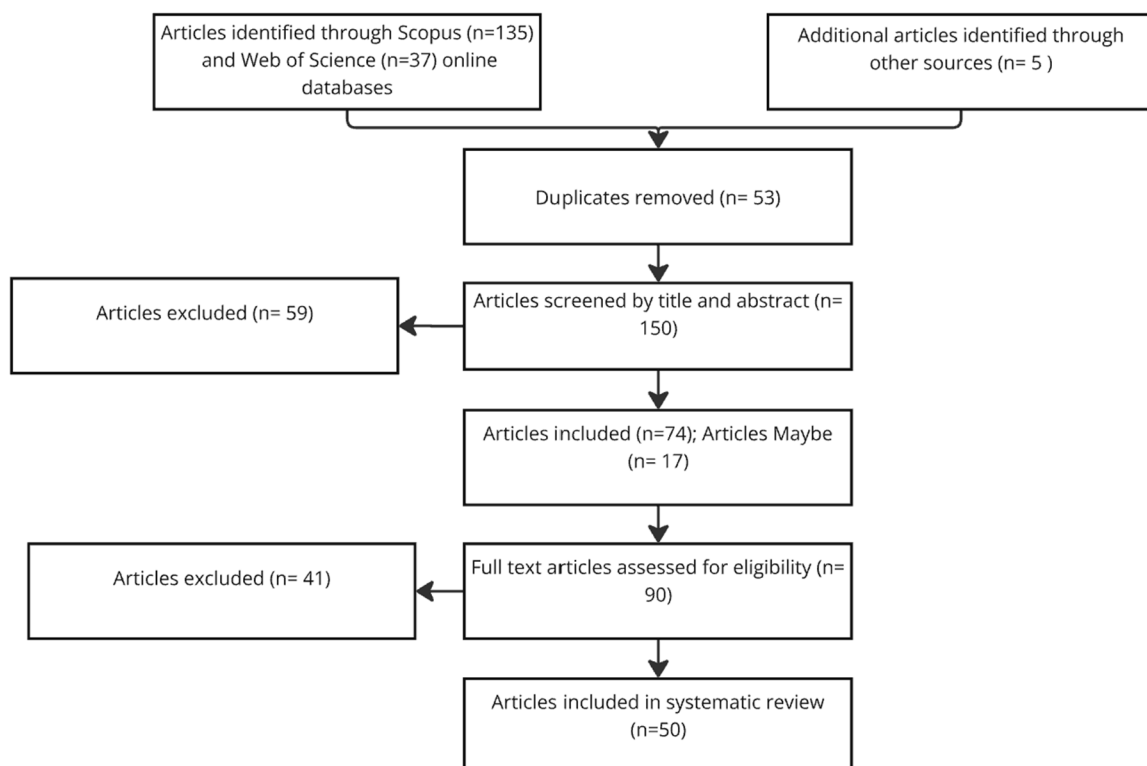 Articles identified through Scopus (n=135)
and Web of Science (n=37) online
databases
Additional articles identified through
other sources (n= 5 )
Duplicates removed (n= 53)
Articles screened by title and abstract (n=
150)
Articles excluded (n= 59)
Articles included (n=74); Articles Maybe
(n= 17)
Full text articles assessed for eligibility (n=
90)
Articles excluded (n= 41)
Articles included in systematic review
(n=50)